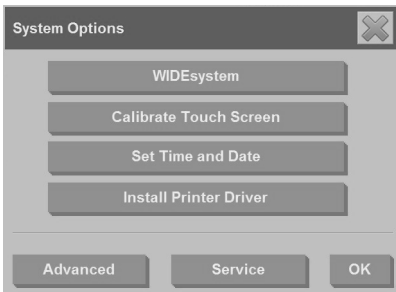 System Options
WIDEsystem
Calibrate Touch Screen
Set Time and Date
Install Printer Driver
Advanced Service OK